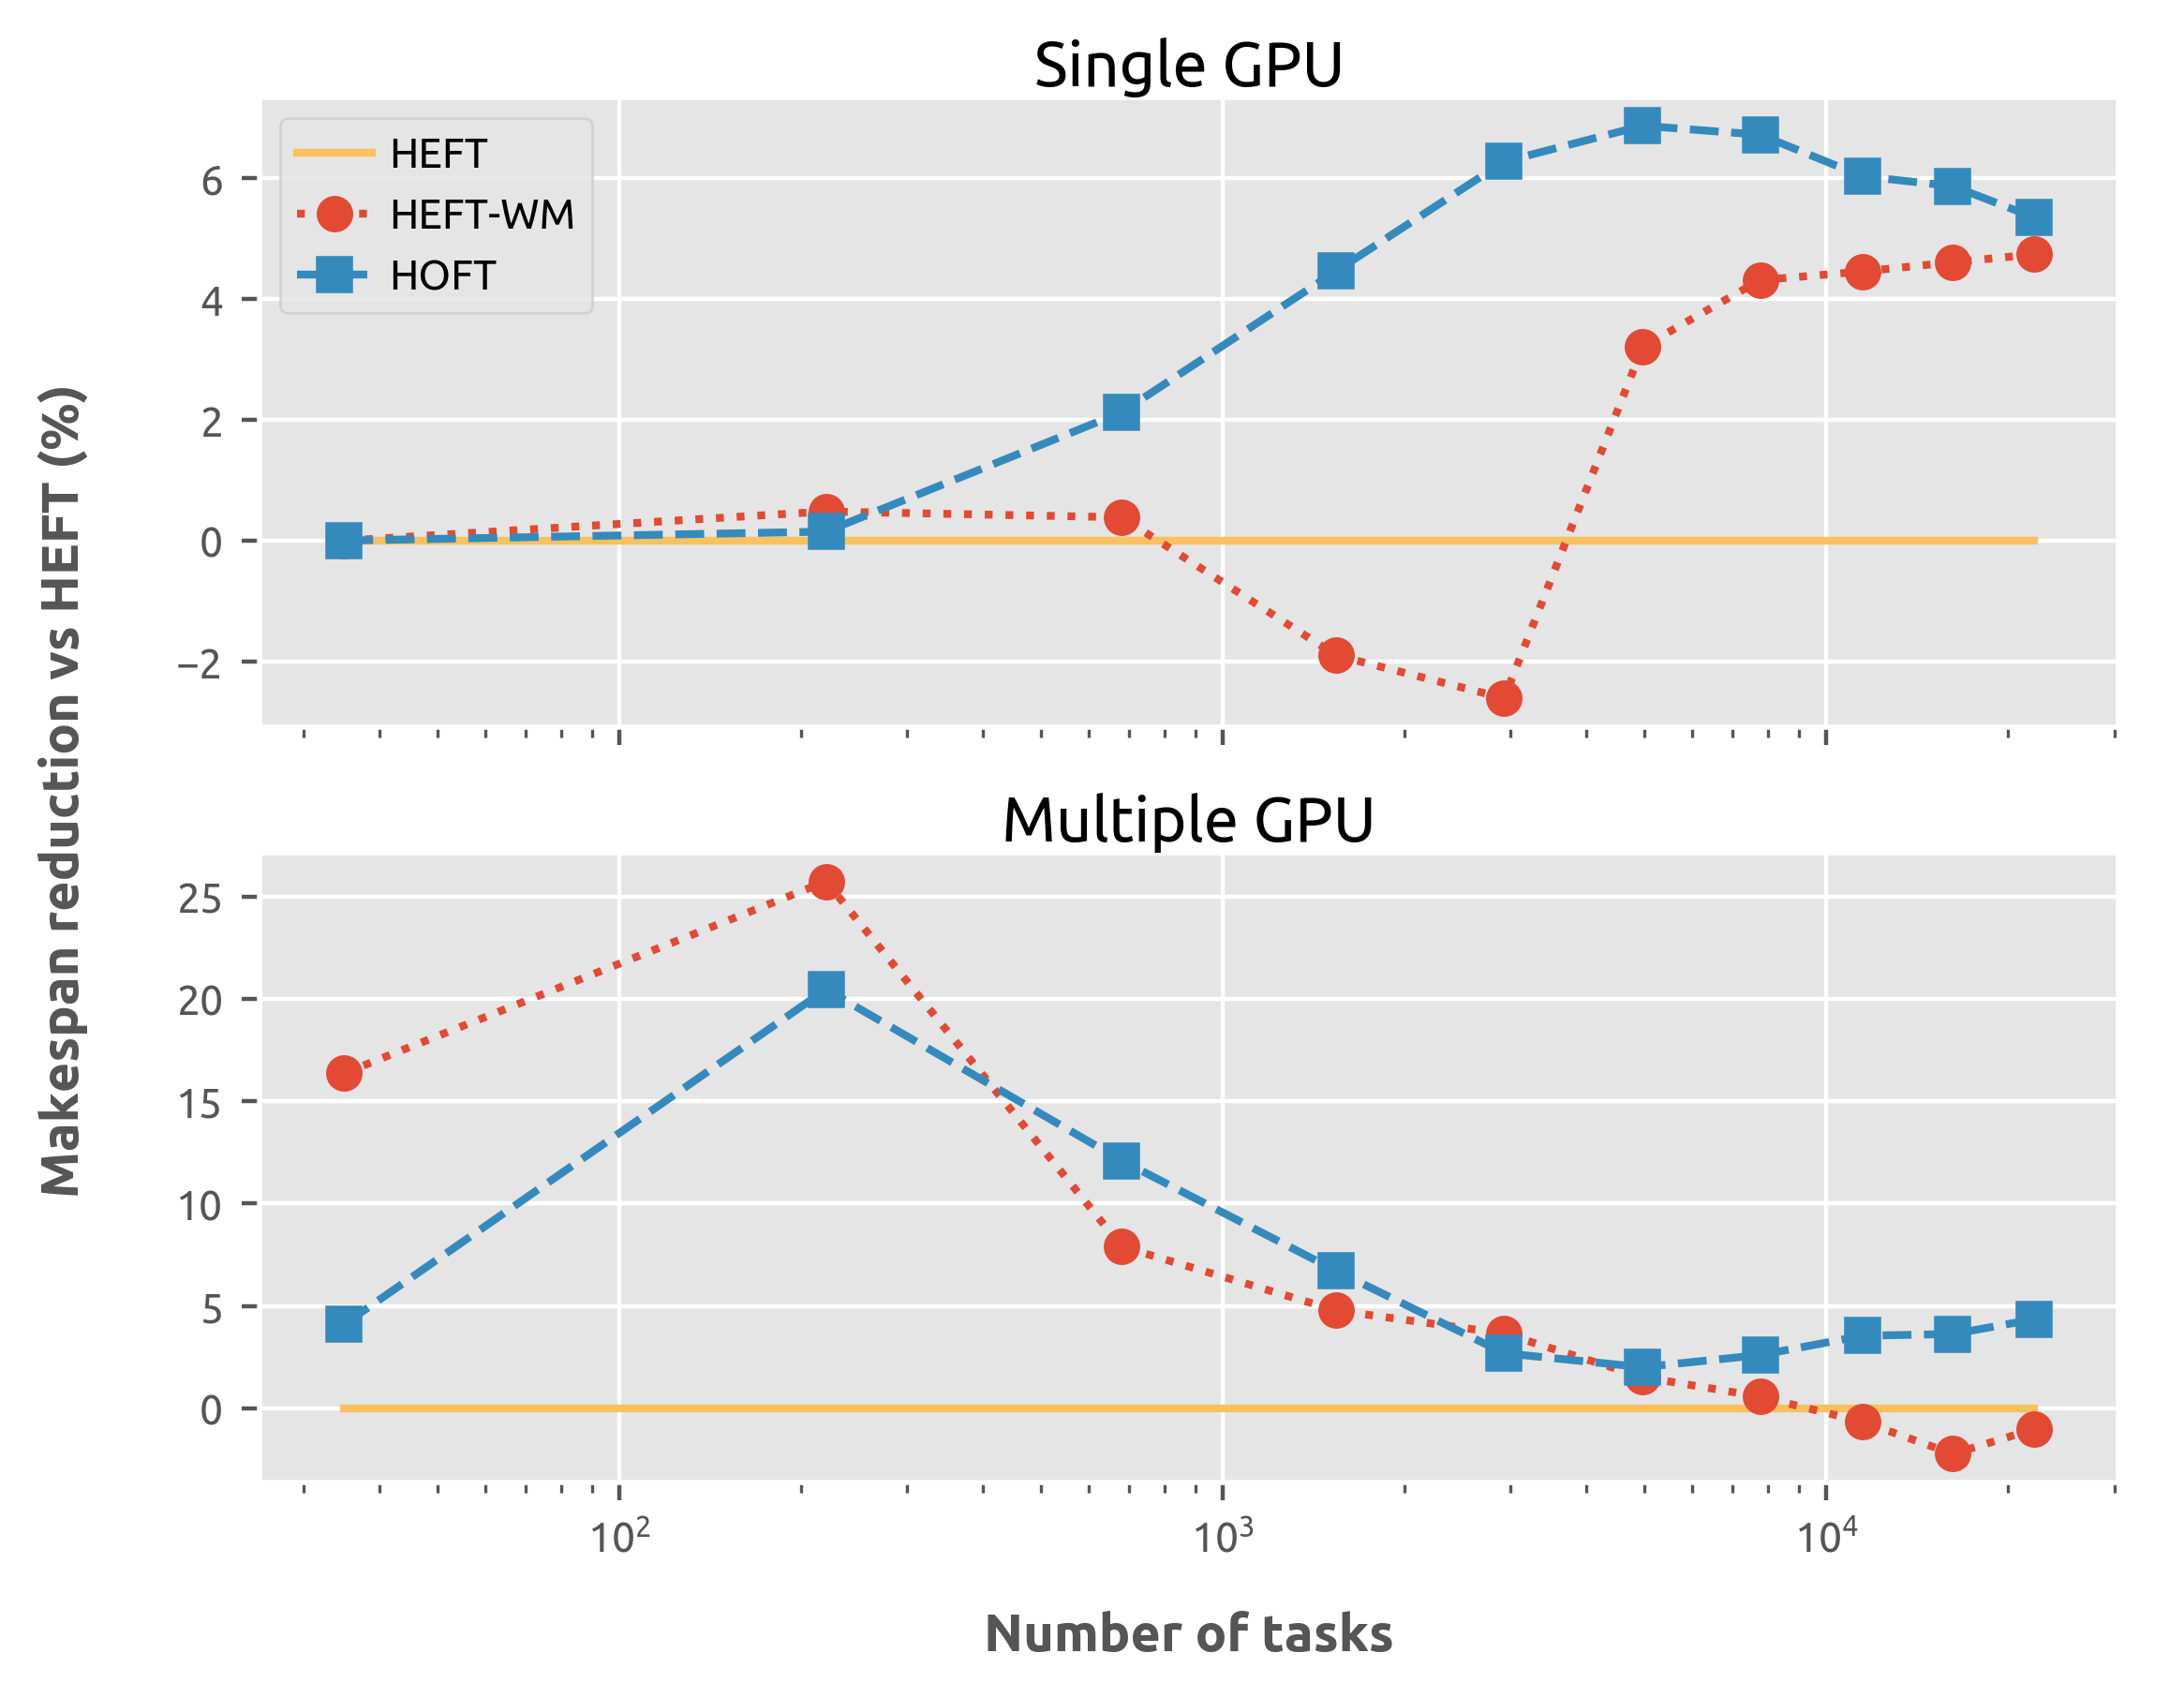 Single GPU
HEFT
HEFT-WM
HOFT
6
4
2
0
−2
Makespan reduction vs HEFT (%)
Multiple GPU
25
20
15
10
5
0
10²
10³
10⁴
Number of tasks